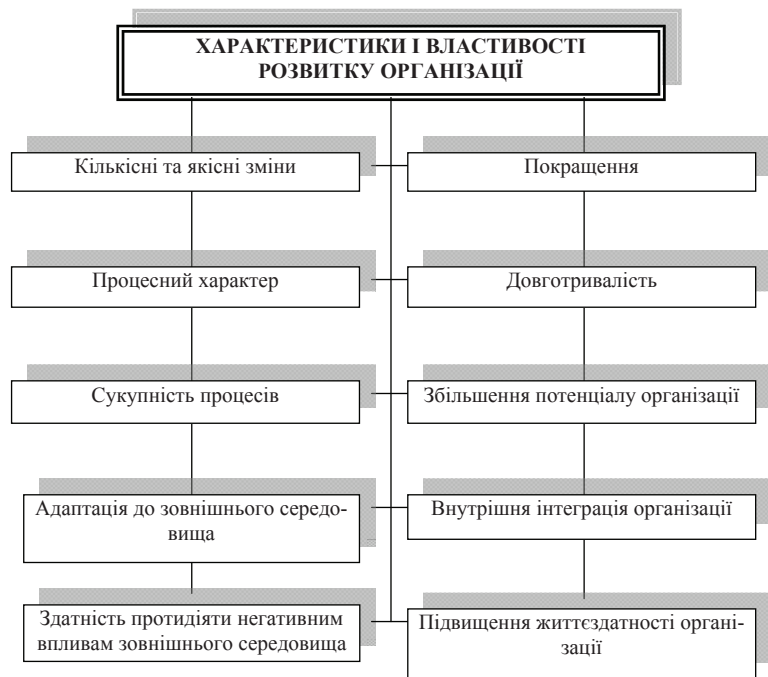 ХАРАКТЕРИСТИКИ І ВЛАСТИВОСТІ
РОЗВИТКУ ОРГАНІЗАЦІЇ
Кількісні та якісні зміни
Покращення
Процесний характер
Довготривалість
Сукупність процесів
Збільшення потенціалу організації
Адаптація до зовнішнього середо-
вища
Внутрішня інтеграція організації
Здатність протидіяти негативним
впливам зовнішнього середовища
Підвищення життєздатності органі-
зації